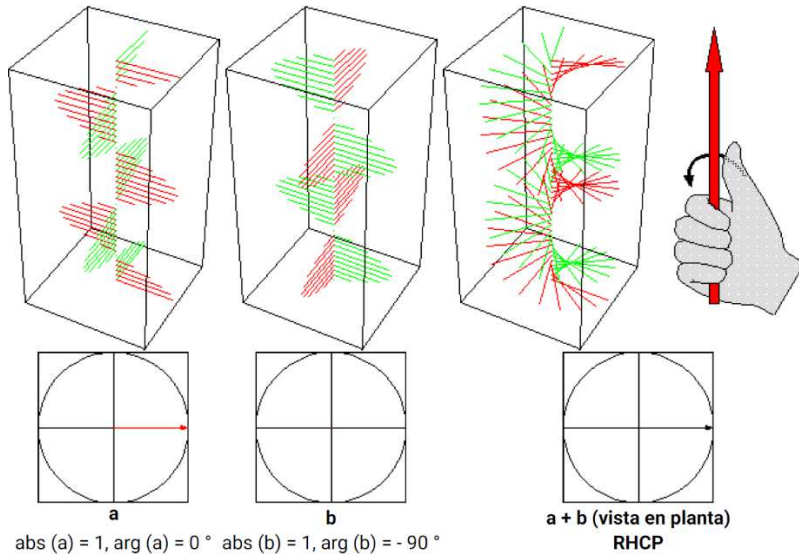 a
b
a + b (vista en planta)
abs (a) = 1, arg (a) = 0 °
abs (b) = 1, arg (b) = - 90 °
RHCP